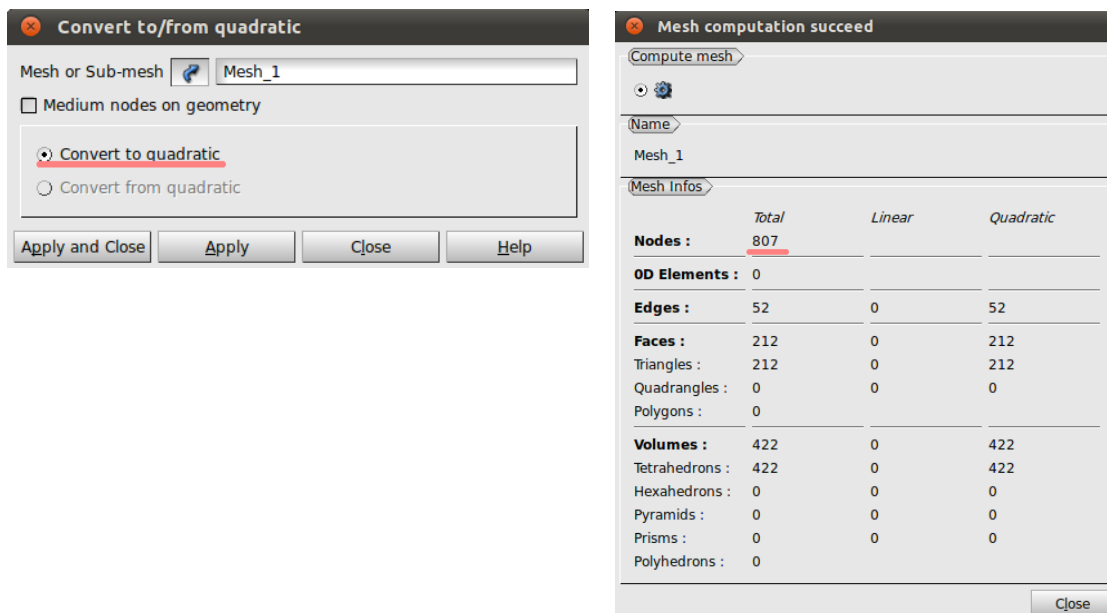 Convert to/from quadratic
Mesh or Sub-mesh Mesh_1
Medium nodes on geometry
Convert to quadratic
Convert from quadratic
Apply and Close Apply Close Help
Mesh computation succeed
Compute mesh
Name
Mesh_1
Mesh Infos
Total Linear Quadratic
Nodes : 807
0D Elements : 0
Edges : 52 0 52
Faces : 212 0 212
Triangles : 212 0 212
Quadrangles : 0 0 0
Polygons : 0
Volumes : 422 0 422
Tetrahedrons : 422 0 422
Hexahedrons : 0 0 0
Pyramids : 0 0 0
Prisms : 0 0 0
Polyhedrons : 0
Close